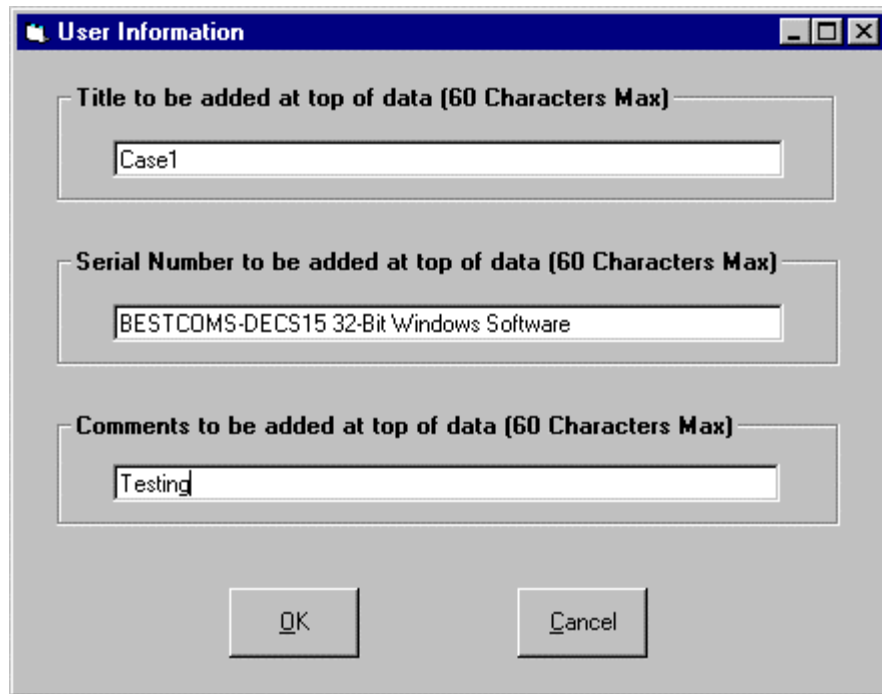 User Information
Title to be added at top of data (60 Characters Max)
Case1
Serial Number to be added at top of data (60 Characters Max)
BESTCOMS-DECS15 32-Bit Windows Software
Comments to be added at top of data (60 Characters Max)
Testing
OK
Cancel